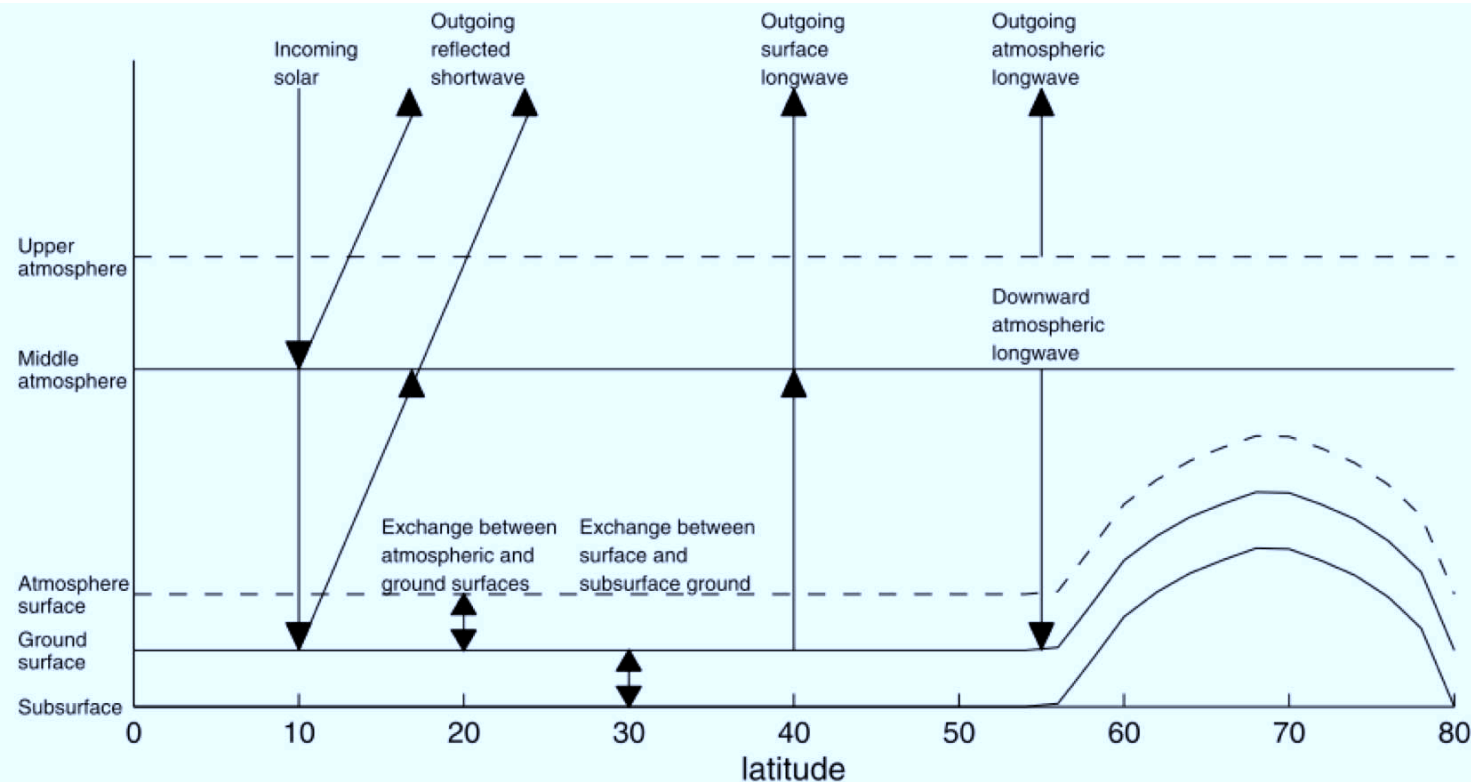 Incoming
solar
Outgoing
reflected
shortwave
Outgoing
surface
longwave
Outgoing
atmospheric
longwave
Upper
atmosphere
Downward
atmospheric
longwave
Middle
atmosphere
Exchange between
atmospheric and
ground surfaces
Exchange between
surface and
subsurface ground
Atmosphere
surface
Ground
surface
Subsurface
0 10 20 30 40 50 60 70 80
latitude